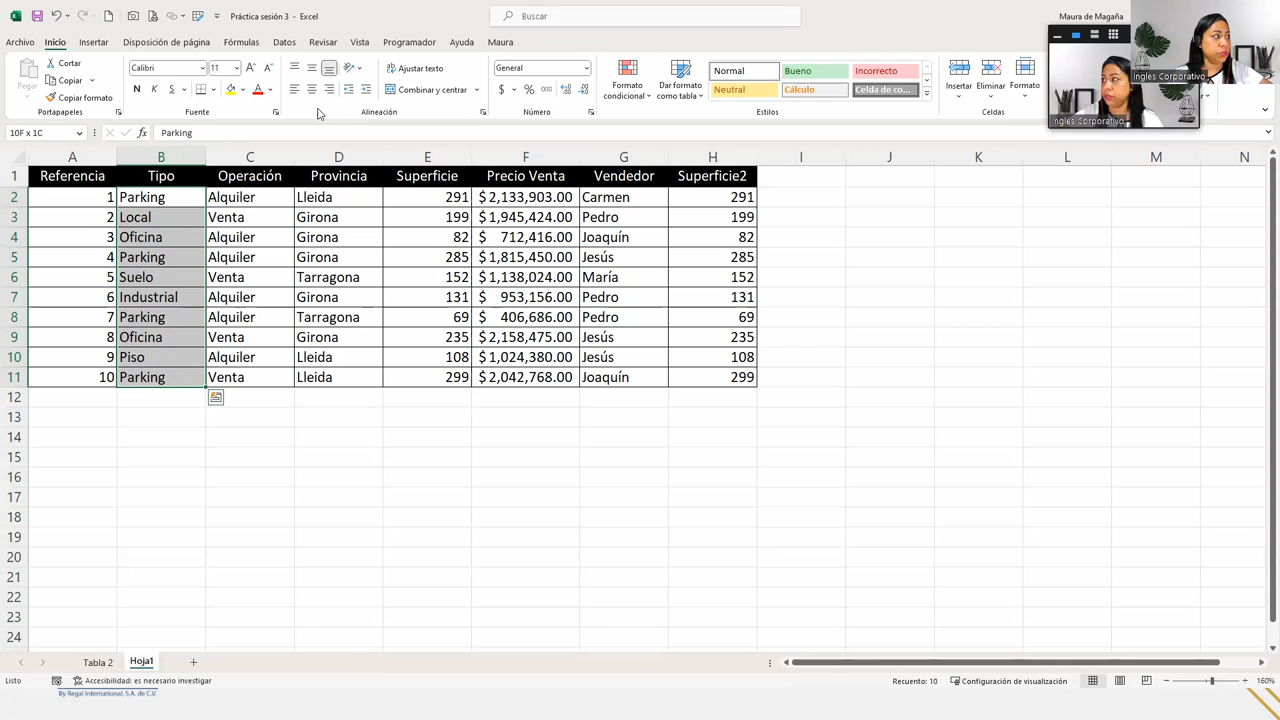 Práctica sesión 3 - Excel
Buscar
Maura de Magaña
Archivo Inicio Insertar Disposición de página Fórmulas Datos Revisar Vista Programador Ayuda Maura
Pegar
Cortar
Copiar
Copiar formato
Portapapeles
Calibri 11
N K S
Fuente
Ajustar texto
Combinar y centrar
Alineación
General
$ % 000
Número
Formato condicional
Dar formato como tabla
Normal Bueno Incorrecto
Neutral Cálculo Celda de co...
Estilos
Insertar Eliminar Formato
Celdas
Ingles Corporativo
Ingles Corporativo
10F x 1C fx Parking
A B C D E F G H I J K L M N
1 Referencia Tipo Operación Provincia Superficie Precio Venta Vendedor Superficie2
2 1 Parking Alquiler Lleida 291 $ 2,133,903.00 Carmen 291
3 2 Local Venta Girona 199 $ 1,945,424.00 Pedro 199
4 3 Oficina Alquiler Girona 82 $ 712,416.00 Joaquín 82
5 4 Parking Alquiler Girona 285 $ 1,815,450.00 Jesús 285
6 5 Suelo Venta Tarragona 152 $ 1,138,024.00 María 152
7 6 Industrial Alquiler Girona 131 $ 953,156.00 Pedro 131
8 7 Parking Alquiler Tarragona 69 $ 406,686.00 Pedro 69
9 8 Oficina Venta Girona 235 $ 2,158,475.00 Jesús 235
10 9 Piso Alquiler Lleida 108 $ 1,024,380.00 Jesús 108
11 10 Parking Venta Lleida 299 $ 2,042,768.00 Joaquín 299
12
13
14
15
16
17
18
19
20
21
22
23
24
Tabla 2 Hoja1
Listo Accesibilidad: es necesario investigar Recuento: 10 Configuración de visualización 160%
By Regal International, S.A. de C.V.